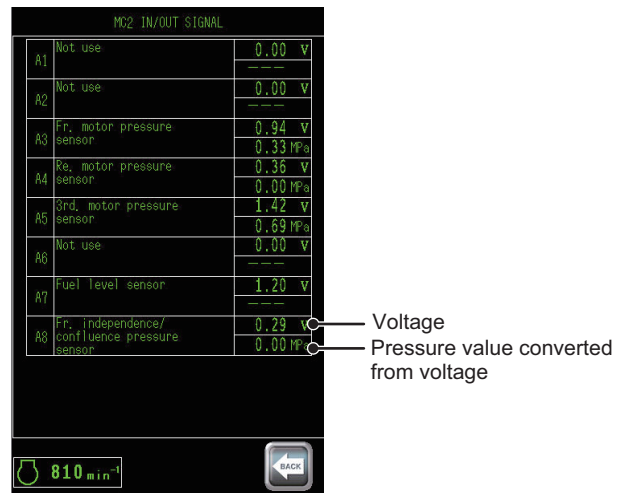 MC2 IN/OUT SIGNAL
A1 Not use 0.00 V
---
A2 Not use 0.00 V
---
A3 Fr. motor pressure sensor 0.94 V
0.33 MPa
A4 Re. motor pressure sensor 0.36 V
0.00 MPa
A5 3rd. motor pressure sensor 1.42 V
0.69 MPa
A6 Not use 0.00 V
---
A7 Fuel level sensor 1.20 V
---
A8 Fr. independence/ confluence pressure sensor 0.29 V
0.00 MPa
Voltage
Pressure value converted
from voltage
810 min-1
BACK